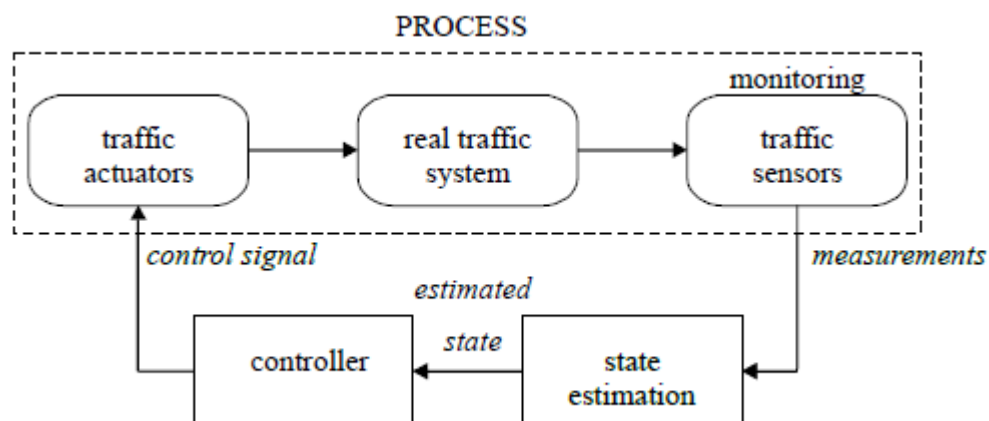 PROCESS
monitoring
traffic
actuators
real traffic
system
traffic
sensors
control signal
measurements
estimated
state
controller
state
estimation